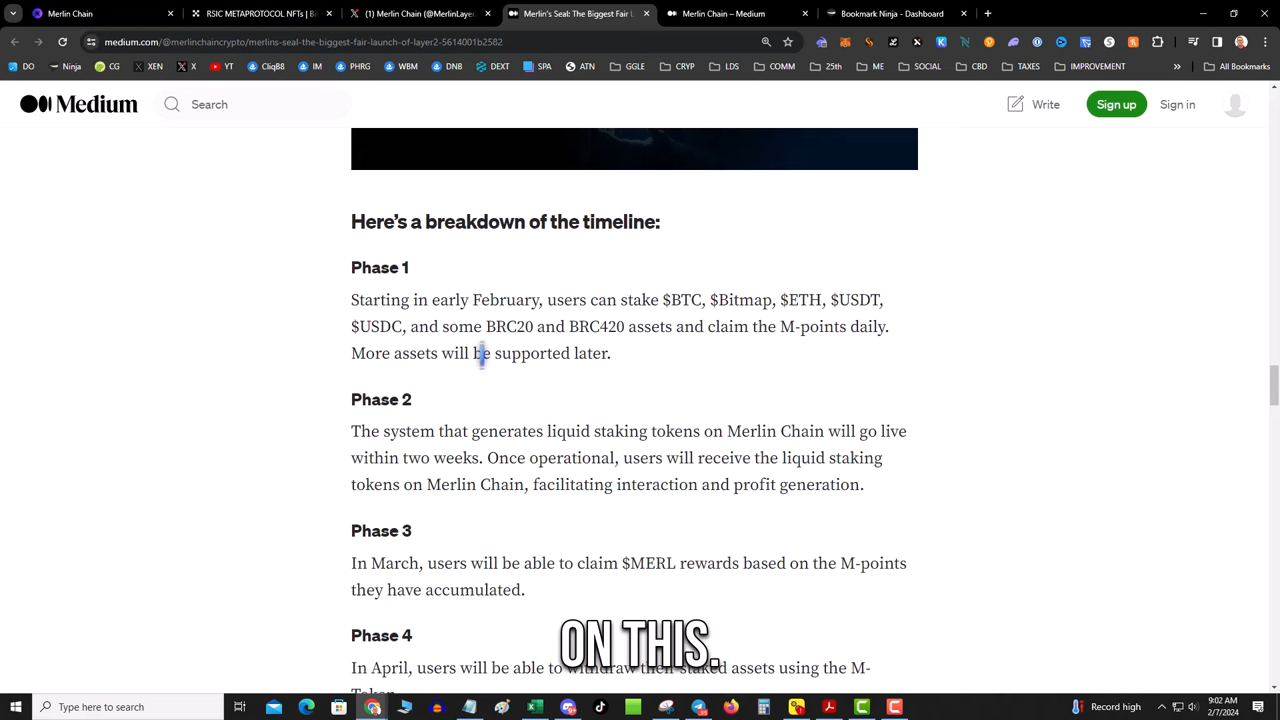 Merlin Chain
RSIC METAPROTOCOL NFTs | Bi
(1) Merlin Chain (@MerlinLayer
Merlin's Seal: The Biggest Fair L
Merlin Chain – Medium
Bookmark Ninja - Dashboard
medium.com/@merlinchaincrypto/merlins-seal-the-biggest-fair-launch-of-layer2-5614001b2582
DO Ninja CG XEN X YT Cliq88 IM PHRG WBM DNB DEXT SPA ATN GGLE CRYP LDS COMM 25th ME SOCIAL CBD TAXES IMPROVEMENT » All Bookmarks
Medium
Search
Write
Sign up
Sign in
Here's a breakdown of the timeline:
Phase 1
Starting in early February, users can stake $BTC, $Bitmap, $ETH, $USDT,
$USDC, and some BRC20 and BRC420 assets and claim the M-points daily.
More assets will be supported later.
Phase 2
The system that generates liquid staking tokens on Merlin Chain will go live
within two weeks. Once operational, users will receive the liquid staking
tokens on Merlin Chain, facilitating interaction and profit generation.
Phase 3
In March, users will be able to claim $MERL rewards based on the M-points
they have accumulated.
Phase 4
In April, users will be able to withdraw their staked assets using the M-
Token.
ON THIS.
Type here to search
Record high
9:02 AM
2/7/2024